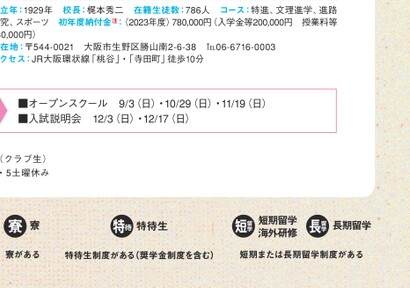 立年：1929年　校長：梶本秀二　在籍生徒数：786人　コース：特進、文理進学、進路
究、スポーツ　初年度納付金注：（2023年度）780,000円（入学金等200,000円　授業料等
80,000円）
在地：〒544-0021　大阪市生野区勝山南2-6-38　℡06-6716-0003
クセス：JR大阪環状線「桃谷」・「寺田町」徒歩10分
■オープンスクール　9/3（日）・10/29（日）・11/19（日）
■入試説明会　12/3（日）・12/17（日）
（クラブ生）
・5土曜休み
寮　寮
特待　特待生
短留学　短期留学
海外研修
長留学　長期留学
寮がある
特待生制度がある（奨学金制度を含む）
短期または長期留学制度がある